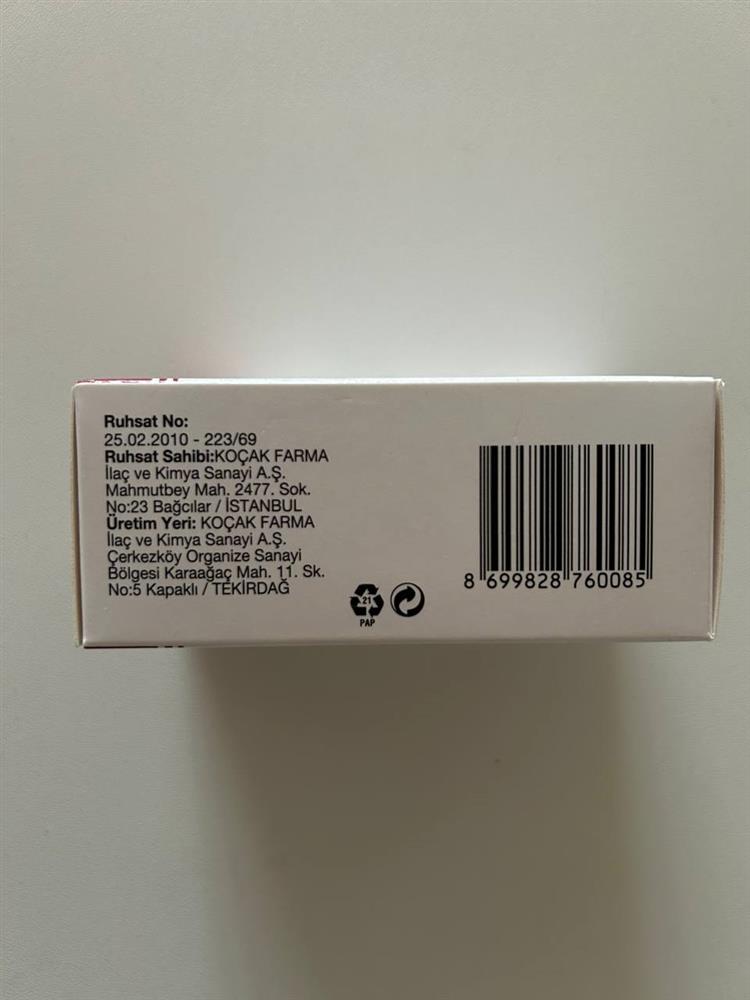 Ruhsat No:
25.02.2010 - 223/69
Ruhsat Sahibi:KOÇAK FARMA
İlaç ve Kimya Sanayi A.Ş.
Mahmutbey Mah. 2477. Sok.
No:23 Bağcılar / İSTANBUL
Üretim Yeri: KOÇAK FARMA
İlaç ve Kimya Sanayi A.Ş.
Çerkezköy Organize Sanayi
Bölgesi Karaağaç Mah. 11. Sk.
No:5 Kapaklı / TEKİRDAĞ
21
PAP
8 699828 760085